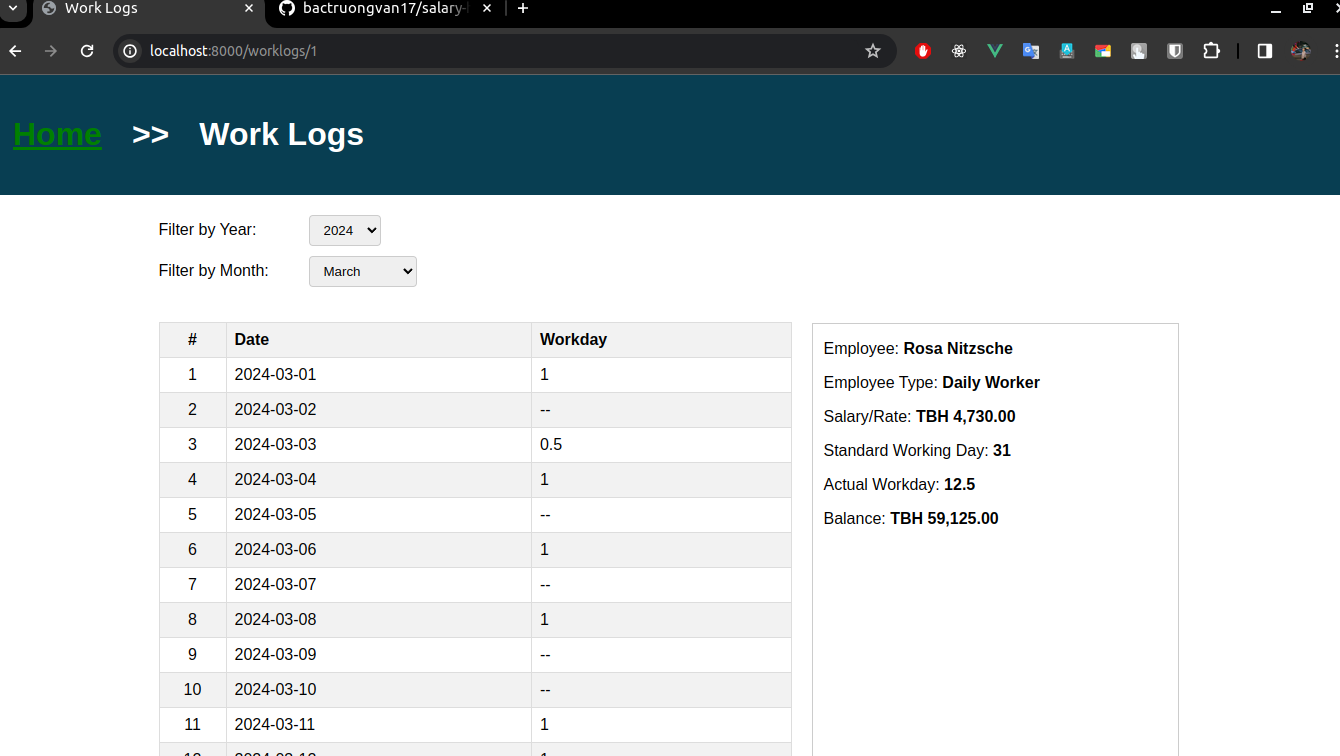 Work Logs
bactruongvan17/salary-
localhost:8000/worklogs/1
Home >> Work Logs
Filter by Year: 2024
Filter by Month: March
# Date Workday
1 2024-03-01 1
2 2024-03-02 --
3 2024-03-03 0.5
4 2024-03-04 1
5 2024-03-05 --
6 2024-03-06 1
7 2024-03-07 --
8 2024-03-08 1
9 2024-03-09 --
10 2024-03-10 --
11 2024-03-11 1
Employee: Rosa Nitzsche
Employee Type: Daily Worker
Salary/Rate: TBH 4,730.00
Standard Working Day: 31
Actual Workday: 12.5
Balance: TBH 59,125.00